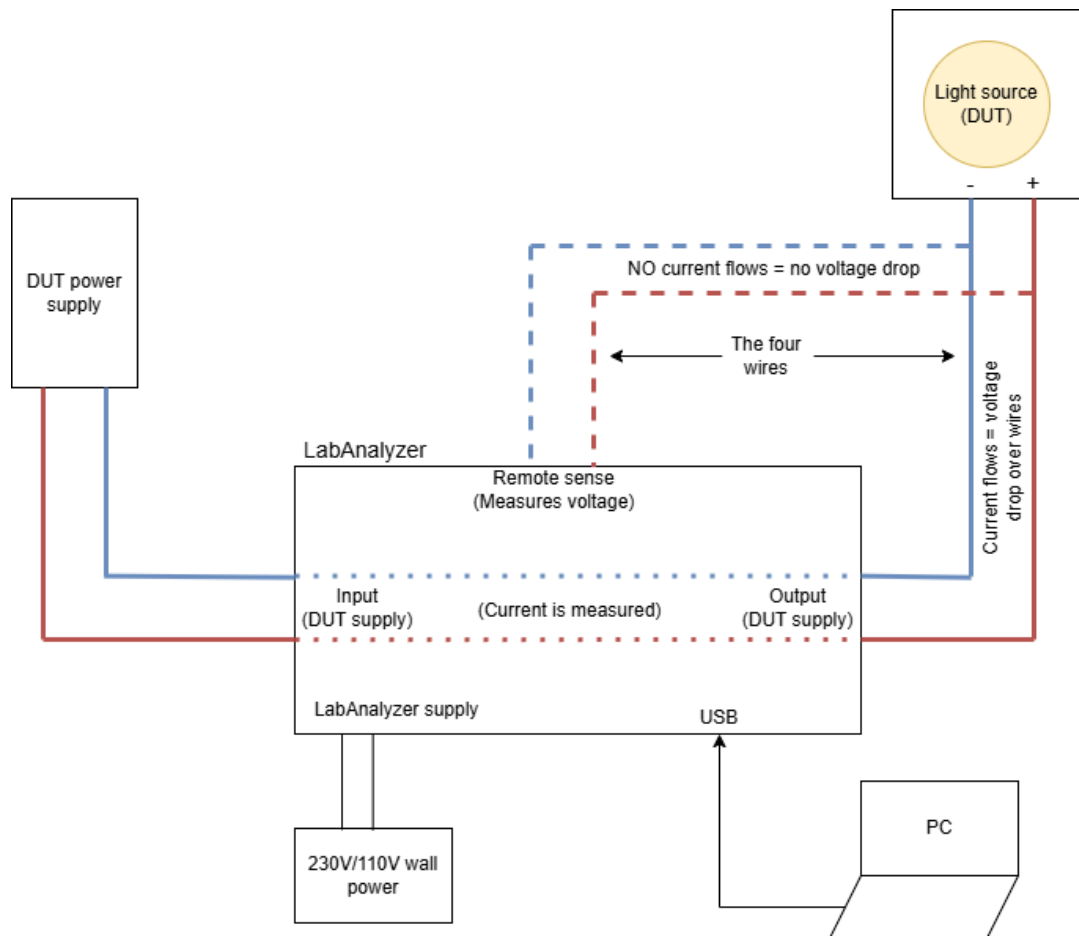 Light source
(DUT)
-
+
DUT power
supply
NO current flows = no voltage drop
The four
wires
Current flows = voltage
drop over wires
LabAnalyzer
Remote sense
(Measures voltage)
Input
(DUT supply)
(Current is measured)
Output
(DUT supply)
LabAnalyzer supply
USB
230V/110V wall
power
PC